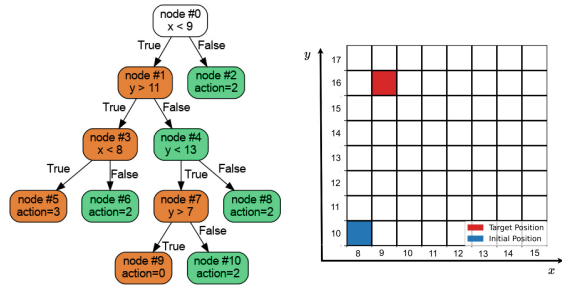 node #0
x < 9
True
False
node #1
y > 11
node #2
action=2
True
False
node #3
x < 8
node #4
y < 13
True
False
True
False
node #5
action=3
node #6
action=2
node #7
y > 7
node #8
action=2
True
False
node #9
action=0
node #10
action=2
y
17
16
15
14
13
12
11
10
Target Position
Initial Position
8 9 10 11 12 13 14 15
x